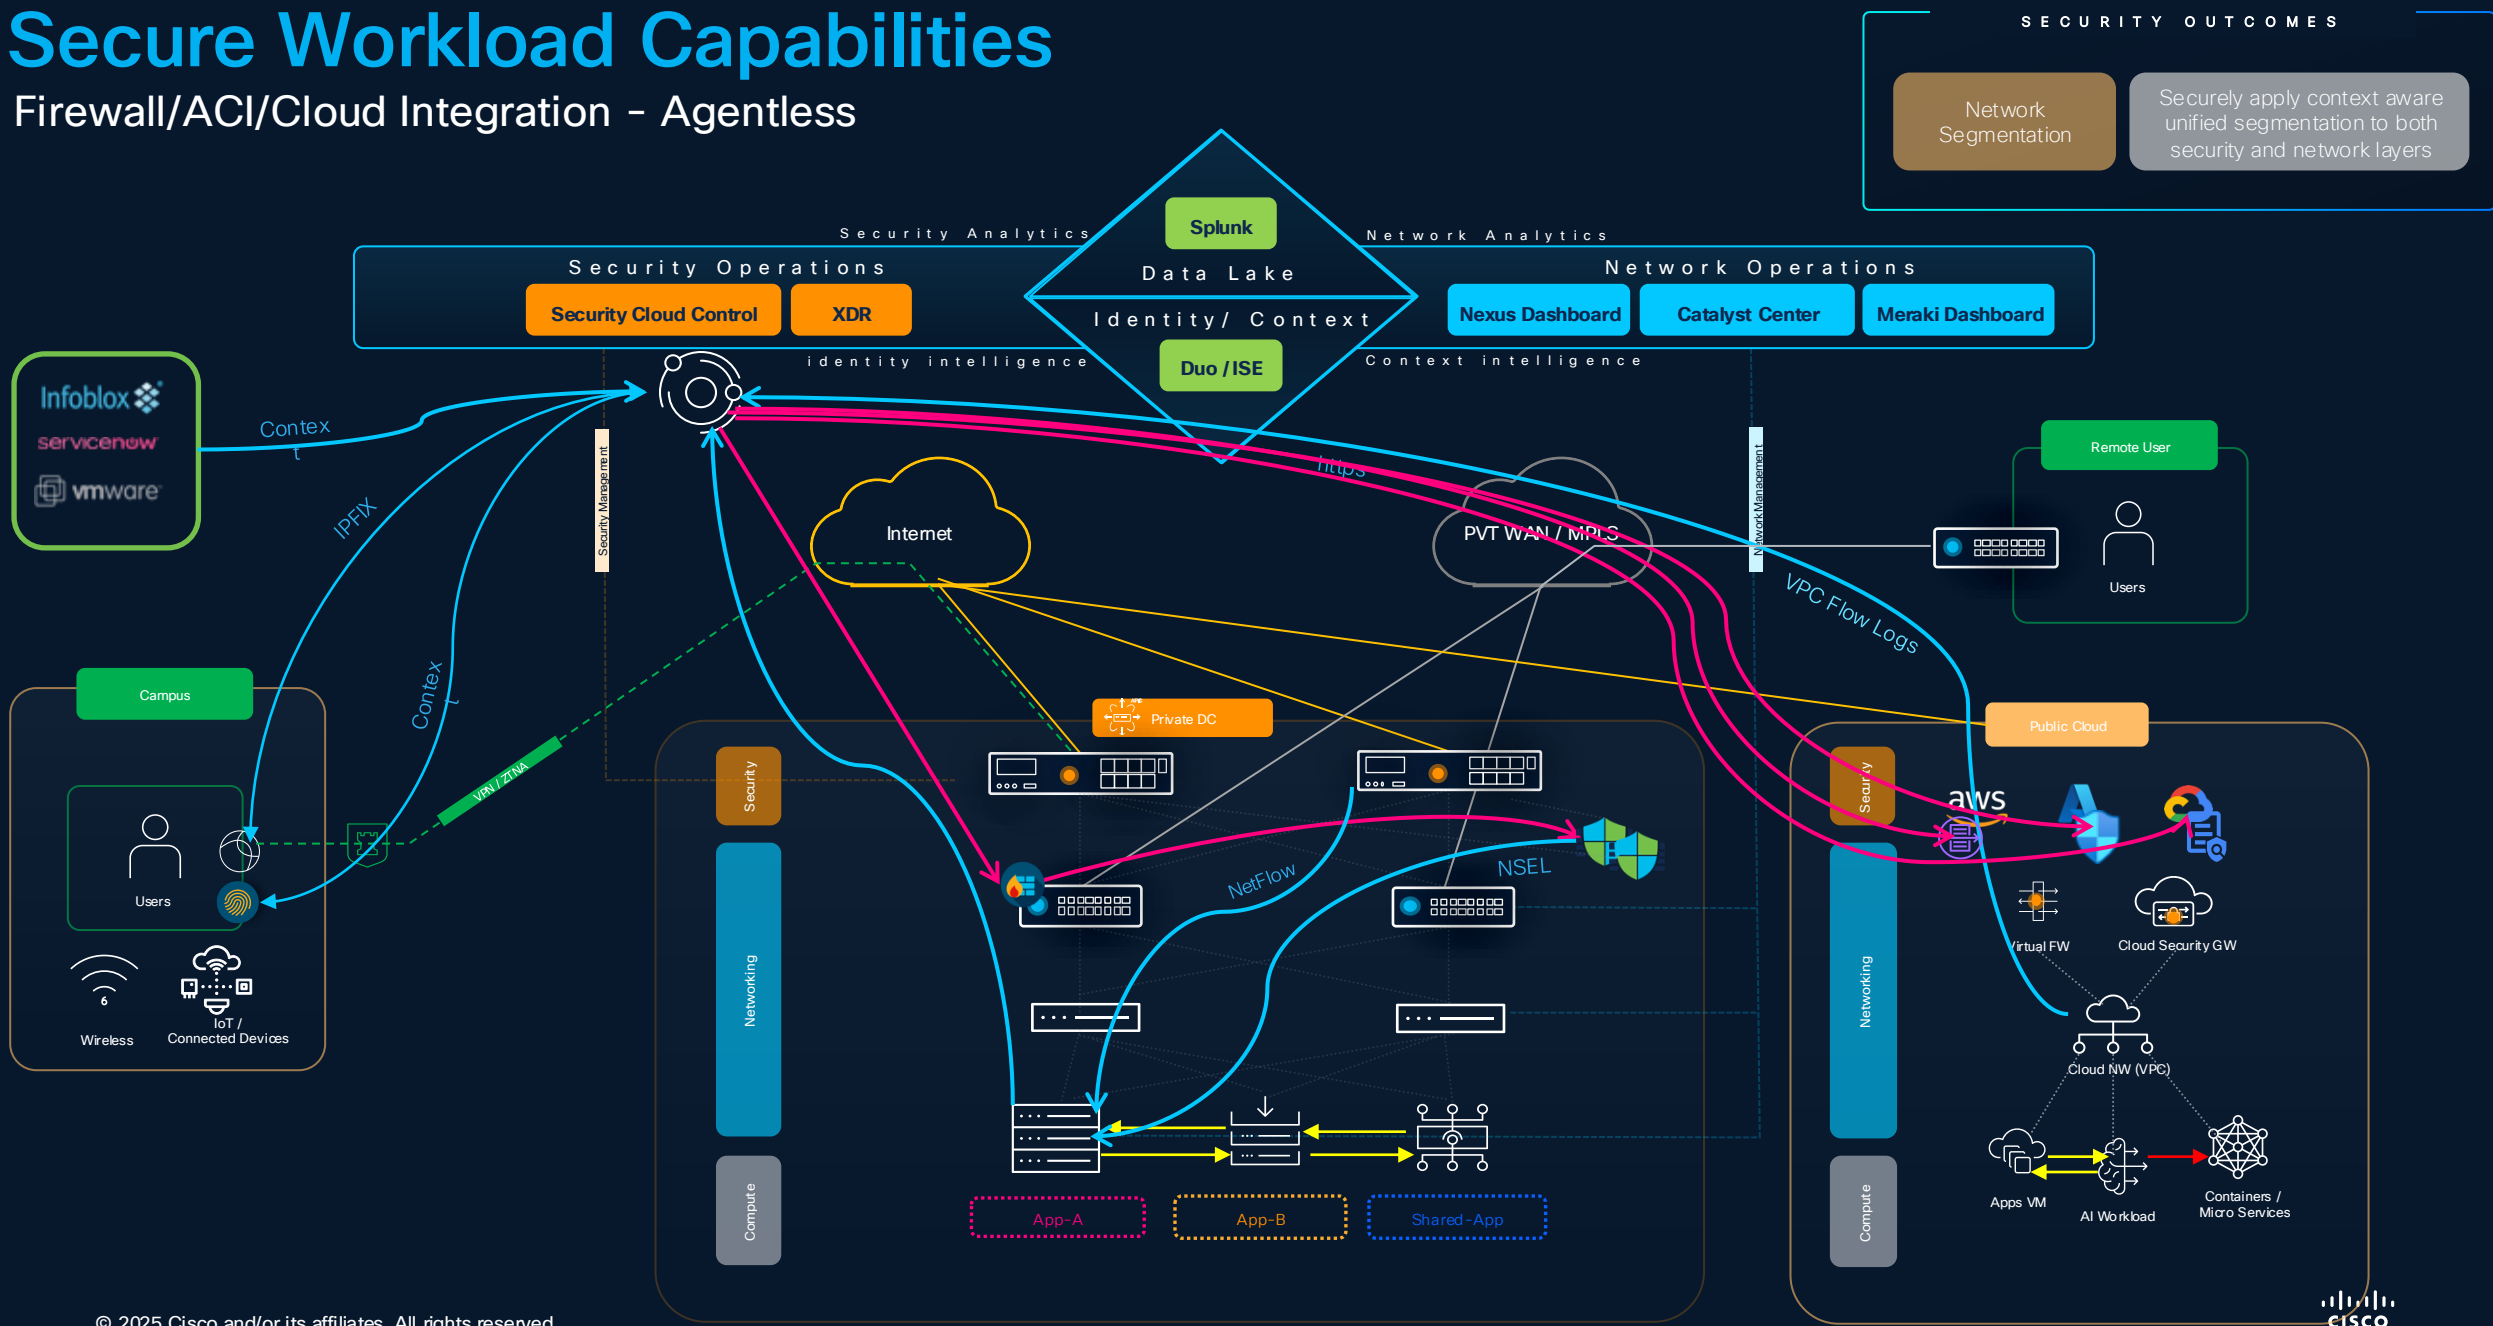 Secure Workload Capabilities
Firewall/ACI/Cloud Integration - Agentless
SECURITY OUTCOMES
Network
Segmentation
Securely apply context aware
unified segmentation to both
security and network layers
Security Analytics
Network Analytics
Splunk
Data Lake
Security Operations
Security Cloud Control
XDR
Network Operations
Nexus Dashboard
Catalyst Center
Meraki Dashboard
Identity/ Context
Duo / ISE
identity intelligence
Context intelligence
Infoblox
servicenow
vmware
Contex
t
IPFIX
Contex
t
Security Management
Internet
https
PVT WAN / MPLS
Network Management
Remote User
Users
VPC Flow Logs
Campus
Users
VPN / ZTNA
6
Wireless
IoT /
Connected Devices
Private DC
Security
Networking
Compute
NetFlow
NSEL
App-A
App-B
Shared-App
Public Cloud
Security
Networking
Compute
aws
Virtual FW
Cloud Security GW
Cloud NW (VPC)
Apps VM
AI Workload
Containers /
Micro Services
© 2025 Cisco and/or its affiliates. All rights reserved.
CISCO